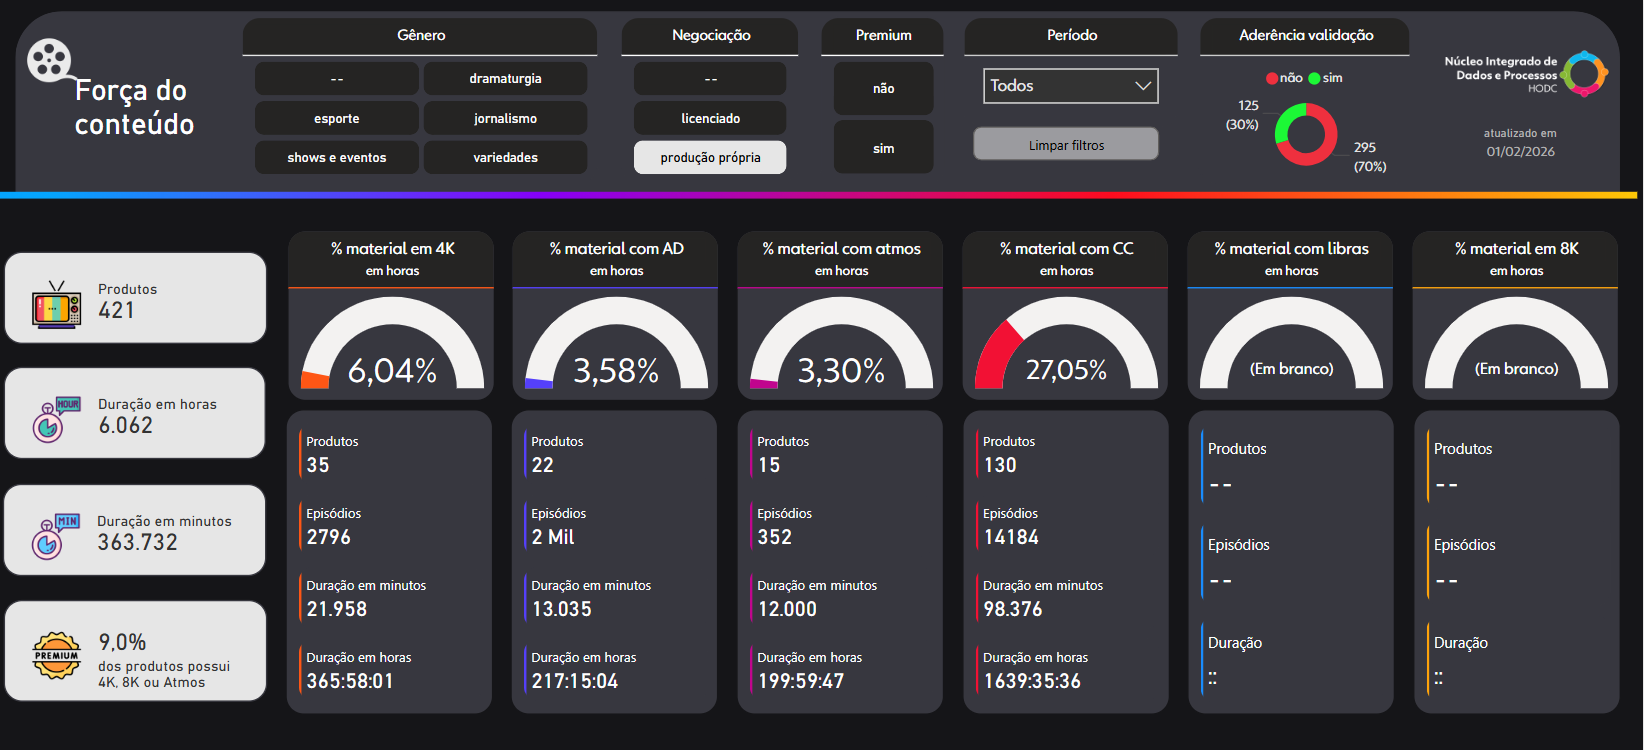 Força do
conteúdo
Gênero
--
dramaturgia
esporte
jornalismo
shows e eventos
variedades
Negociação
--
licenciado
produção própria
Premium
não
sim
Período
Todos
Limpar filtros
Aderência validação
não sim
125
(30%)
295
(70%)
Núcleo Integrado de
Dados e Processos
HODC
atualizado em
01/02/2026
Produtos
421
HOUR
Duração em horas
6.062
MIN
Duração em minutos
363.732
PREMIUM
9,0%
dos produtos possui
4K, 8K ou Atmos
% material em 4K
em horas
6,04%
Produtos
35
Episódios
2796
Duração em minutos
21.958
Duração em horas
365:58:01
% material com AD
em horas
3,58%
Produtos
22
Episódios
2 Mil
Duração em minutos
13.035
Duração em horas
217:15:04
% material com atmos
em horas
3,30%
Produtos
15
Episódios
352
Duração em minutos
12.000
Duração em horas
199:59:47
% material com CC
em horas
27,05%
Produtos
130
Episódios
14184
Duração em minutos
98.376
Duração em horas
1639:35:36
% material com libras
em horas
(Em branco)
Produtos
--
Episódios
--
Duração
::
% material em 8K
em horas
(Em branco)
Produtos
--
Episódios
--
Duração
::